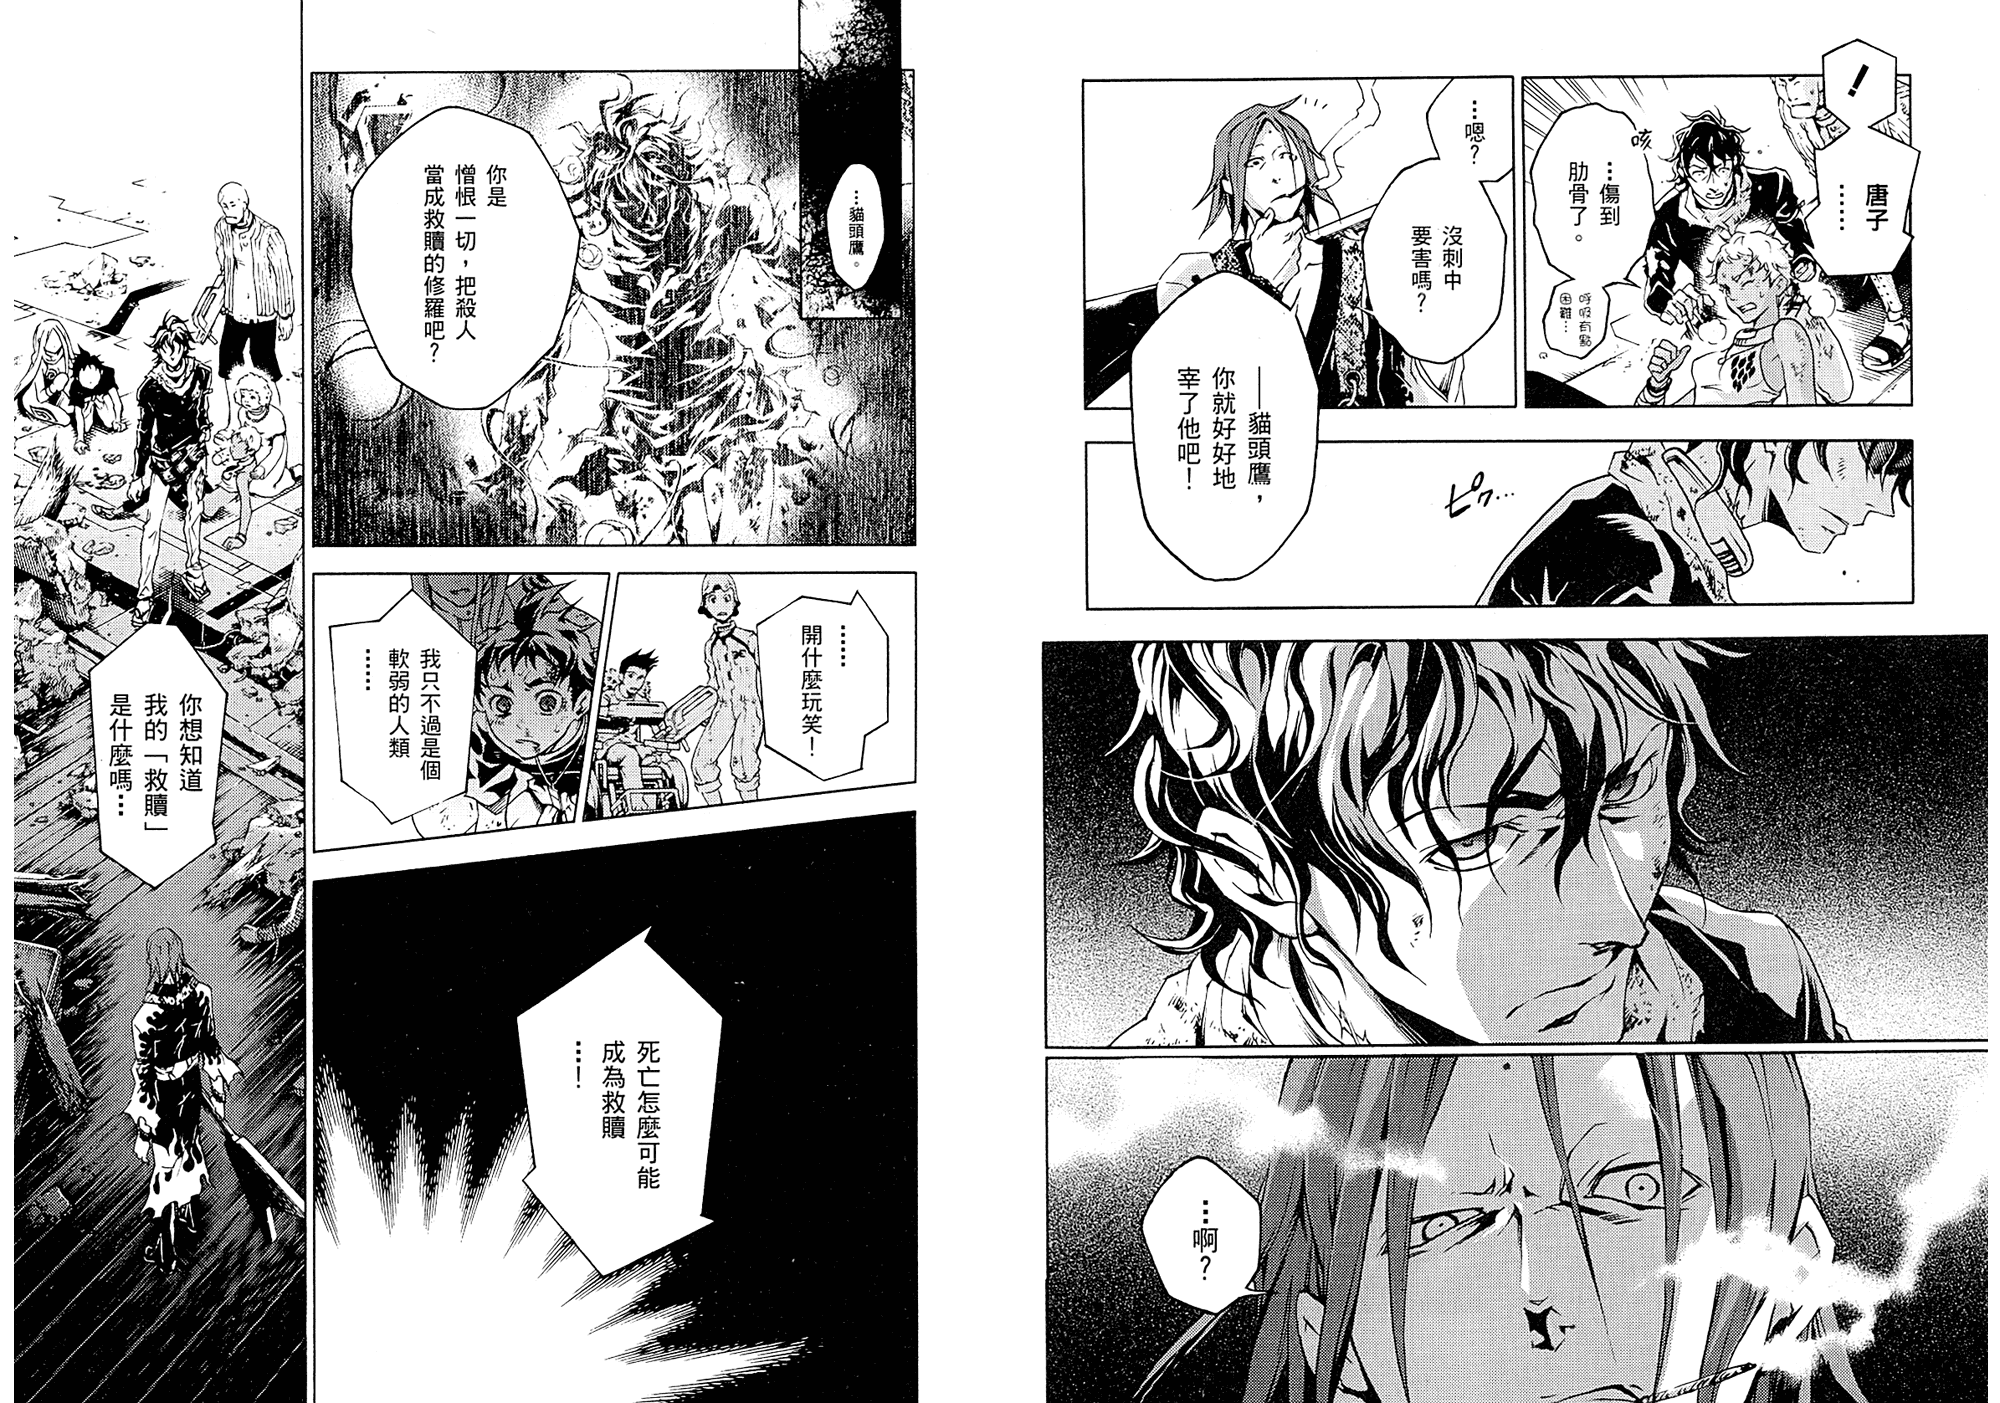 ！
唐子
……
咳
…傷到
肋骨了。
呼吸有點
困難…
…嗯？
沒刺中
要害嗎？
——貓頭鷹，
你就好好地
宰了他吧！
ピク…
…啊？
…貓頭鷹。
你是
憎恨一切，把殺人
當成救贖的修羅吧？
……
開什麼玩笑！
我只不過是個
軟弱的人類
……
死亡怎麼可能
成為救贖
…！
你想知道
我的「救贖」
是什麼嗎…